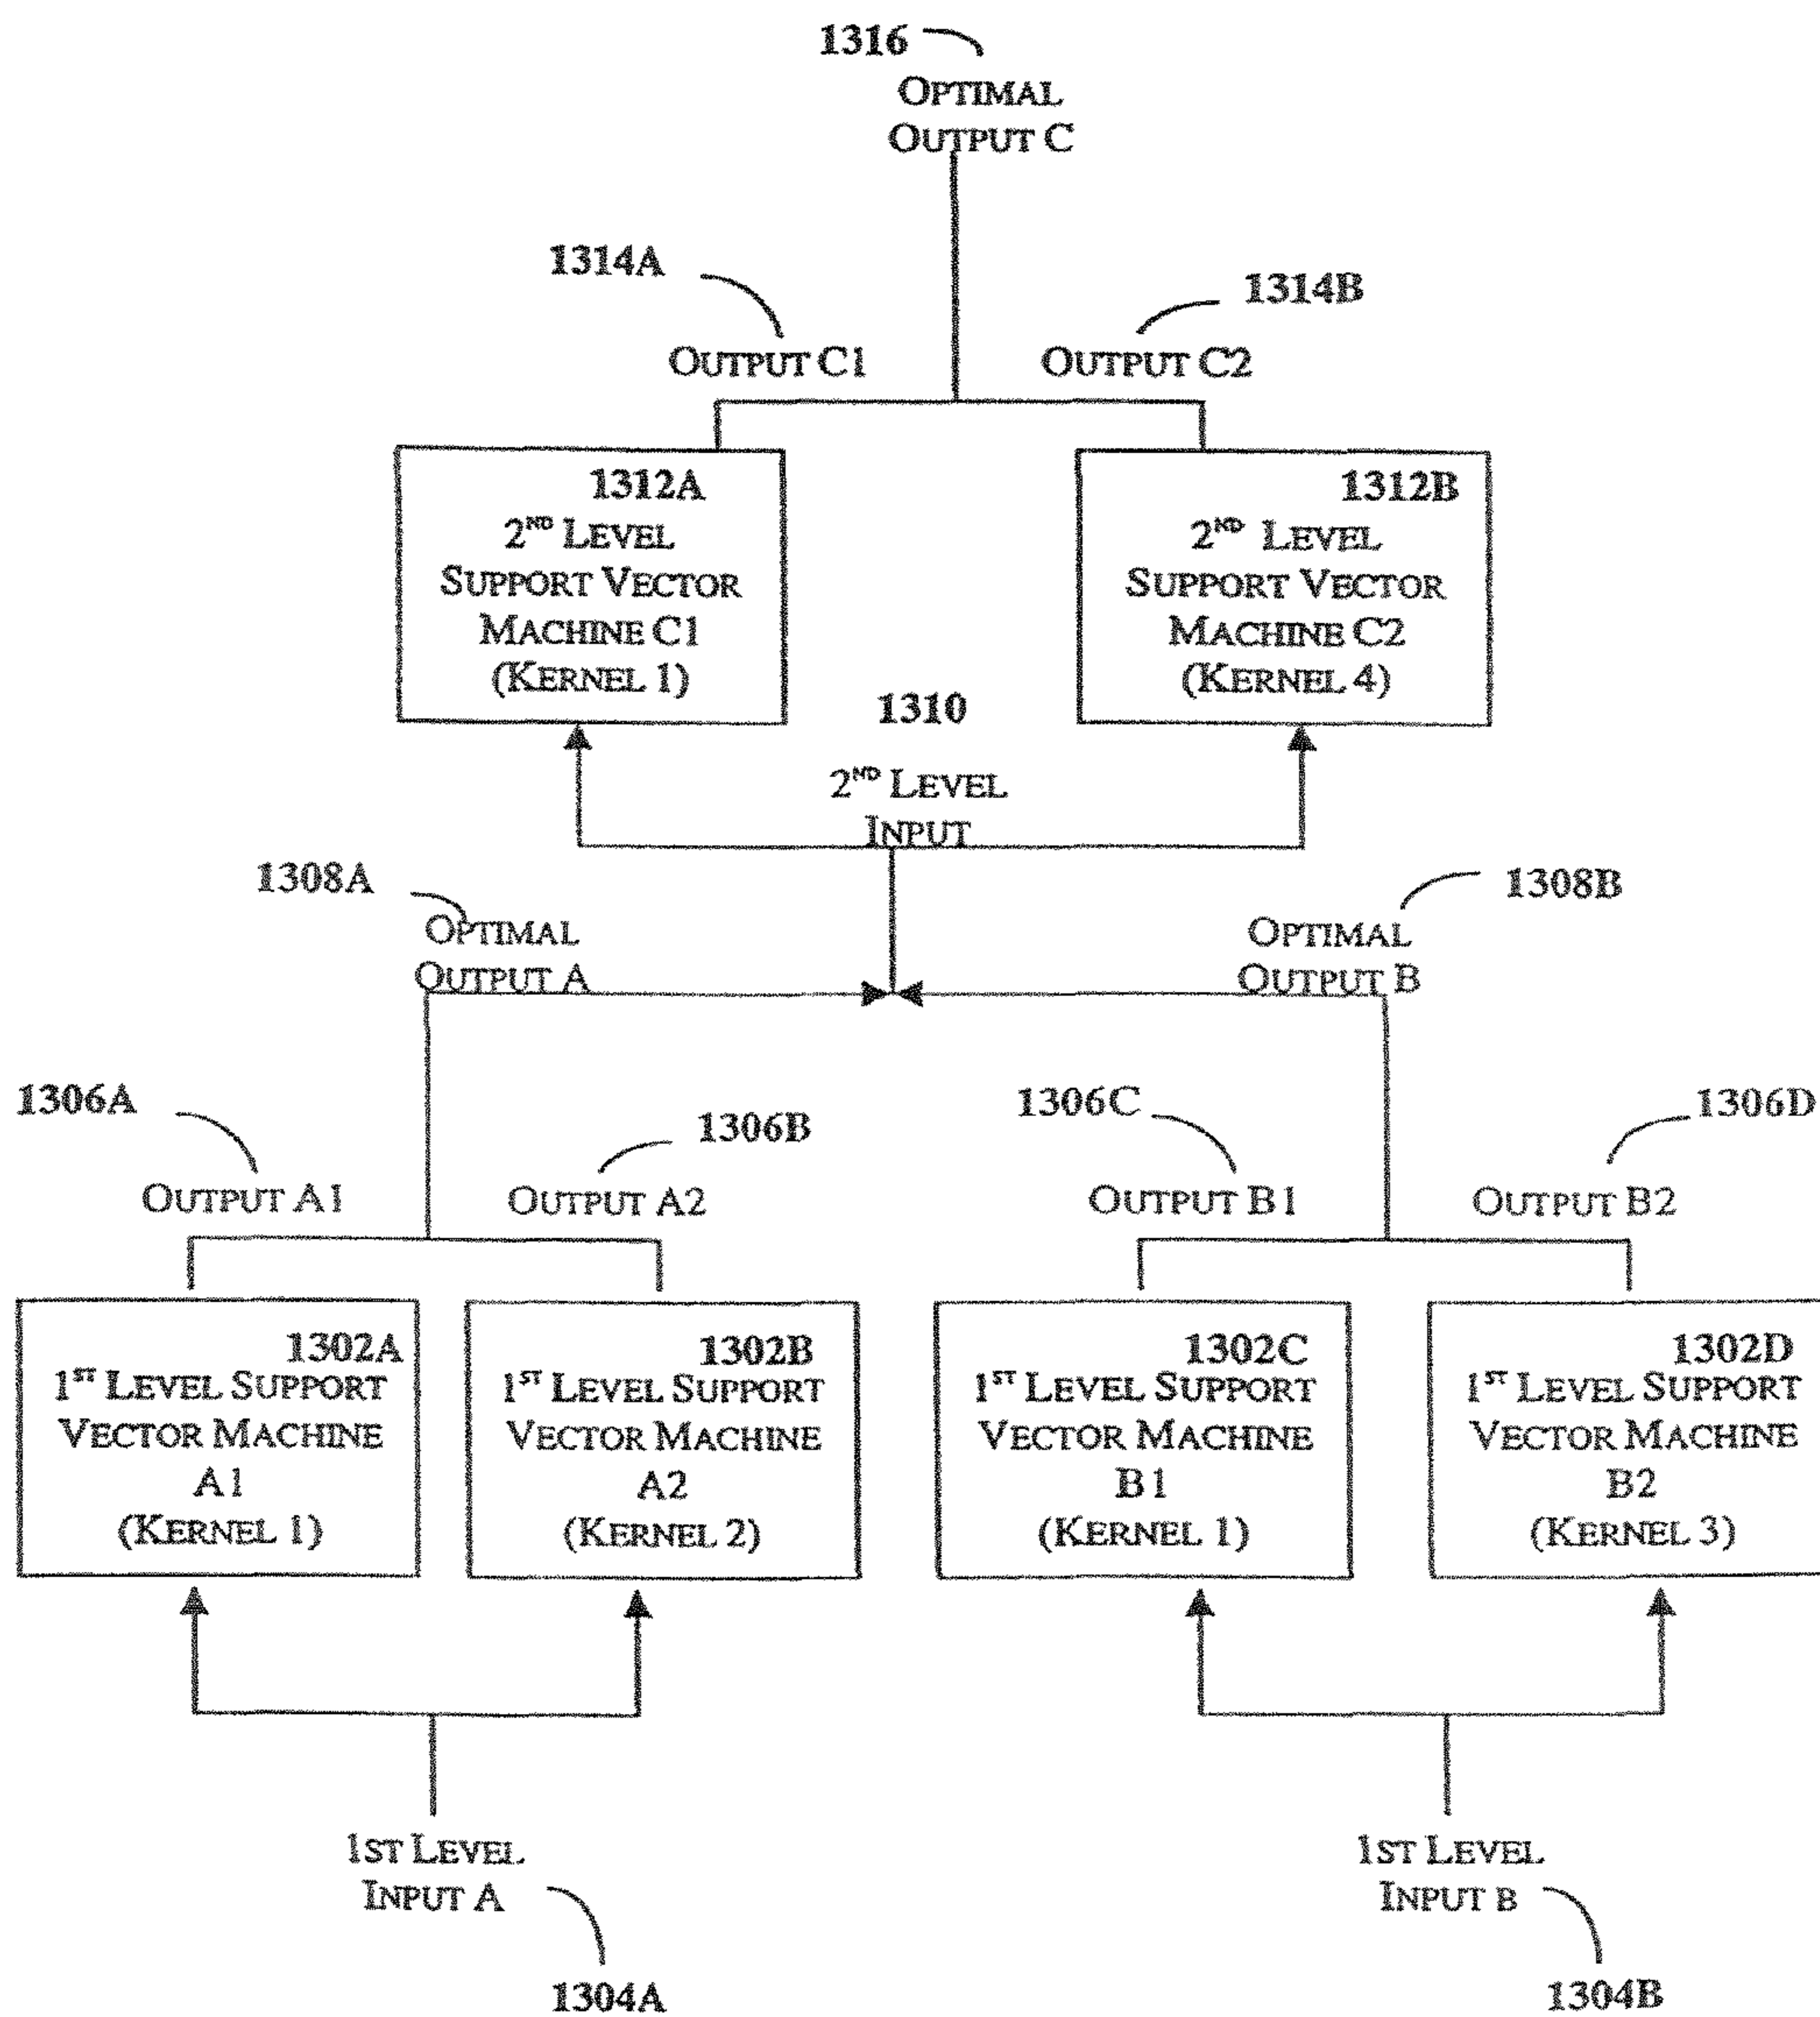 1316
OPTIMAL
OUTPUT C
1314A
1314B
OUTPUT C1
OUTPUT C2
1312A
2ND LEVEL
SUPPORT VECTOR
MACHINE C1
(KERNEL 1)
1312B
2ND LEVEL
SUPPORT VECTOR
MACHINE C2
(KERNEL 4)
1310
2ND LEVEL
INPUT
1308A
OPTIMAL
OUTPUT A
1308B
OPTIMAL
OUTPUT B
1306A
OUTPUT A1
1306B
OUTPUT A2
1306C
OUTPUT B1
1306D
OUTPUT B2
1302A
1ST LEVEL SUPPORT
VECTOR MACHINE
A1
(KERNEL 1)
1302B
1ST LEVEL SUPPORT
VECTOR MACHINE
A2
(KERNEL 2)
1302C
1ST LEVEL SUPPORT
VECTOR MACHINE
B1
(KERNEL 1)
1302D
1ST LEVEL SUPPORT
VECTOR MACHINE
B2
(KERNEL 3)
1ST LEVEL
INPUT A
1304A
1ST LEVEL
INPUT B
1304B